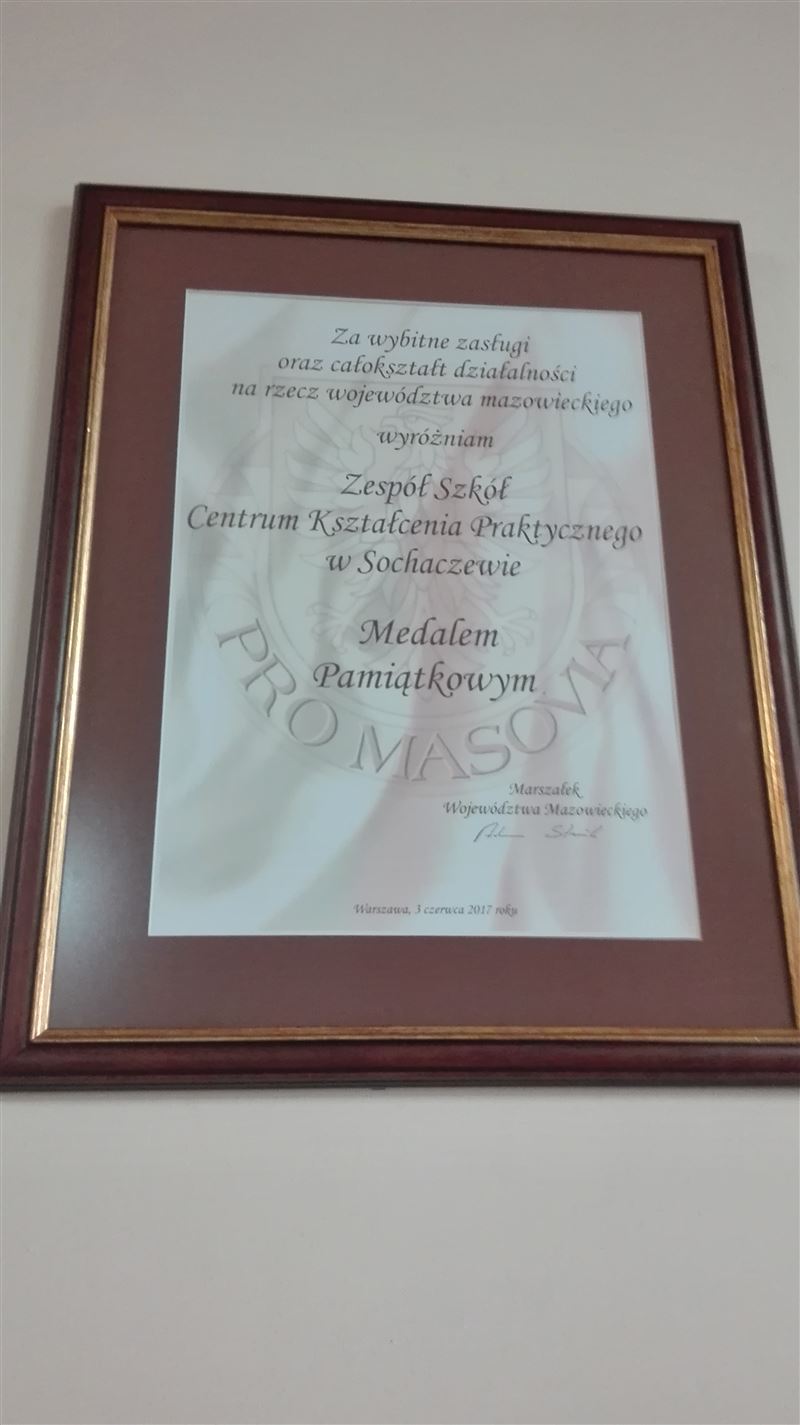 Za wybitne zasługi
oraz całokształt działalności
na rzecz województwa mazowieckiego
wyróżniam
Zespół Szkół
Centrum Kształcenia Praktycznego
w Sochaczewie
Medalem
Pamiątkowym
PRO MASOVIA
Marszałek
Województwa Mazowieckiego
Warszawa, 3 czerwca 2017 roku